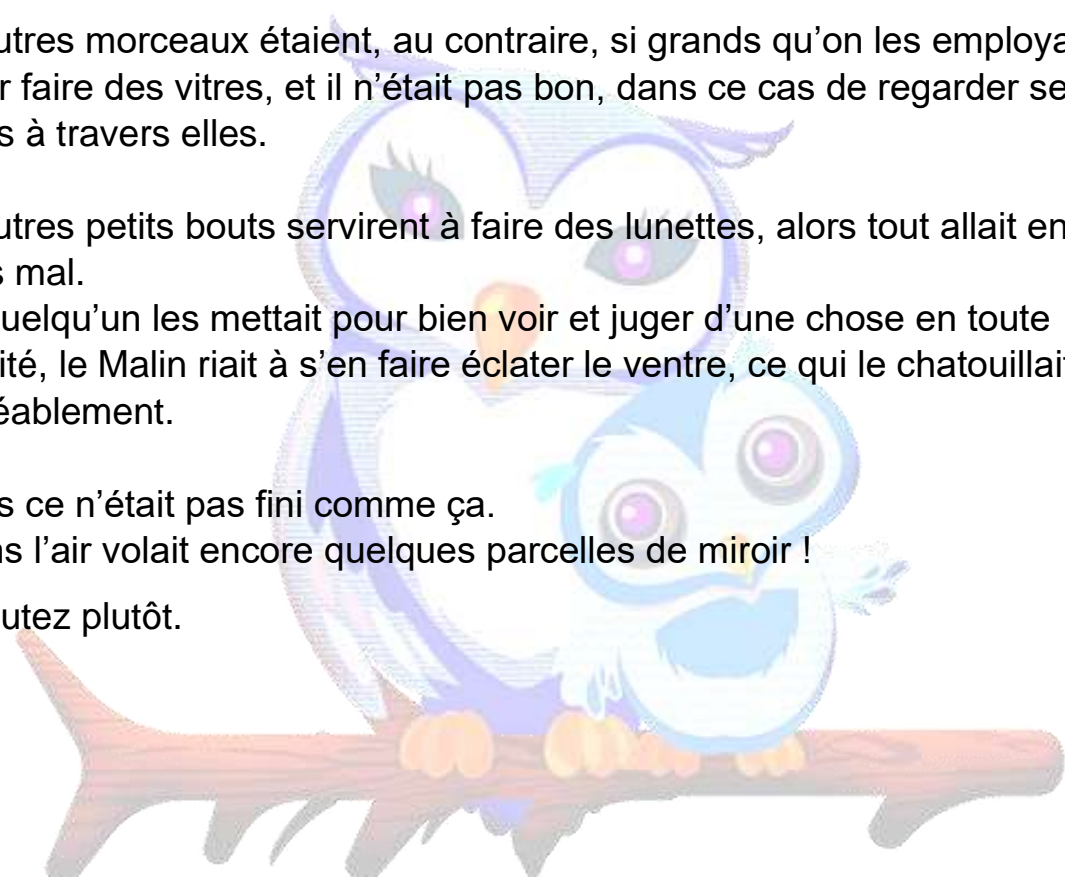 utres morceaux étaient, au contraire, si grands qu’on les employa
r faire des vitres, et il n’était pas bon, dans ce cas de regarder se
s à travers elles.
utres petits bouts servirent à faire des lunettes, alors tout allait en
s mal.
uelqu’un les mettait pour bien voir et juger d’une chose en toute
ité, le Malin riait à s’en faire éclater le ventre, ce qui le chatouillait
éablement.
s ce n’était pas fini comme ça.
ns l’air volait encore quelques parcelles de miroir !
utez plutôt.